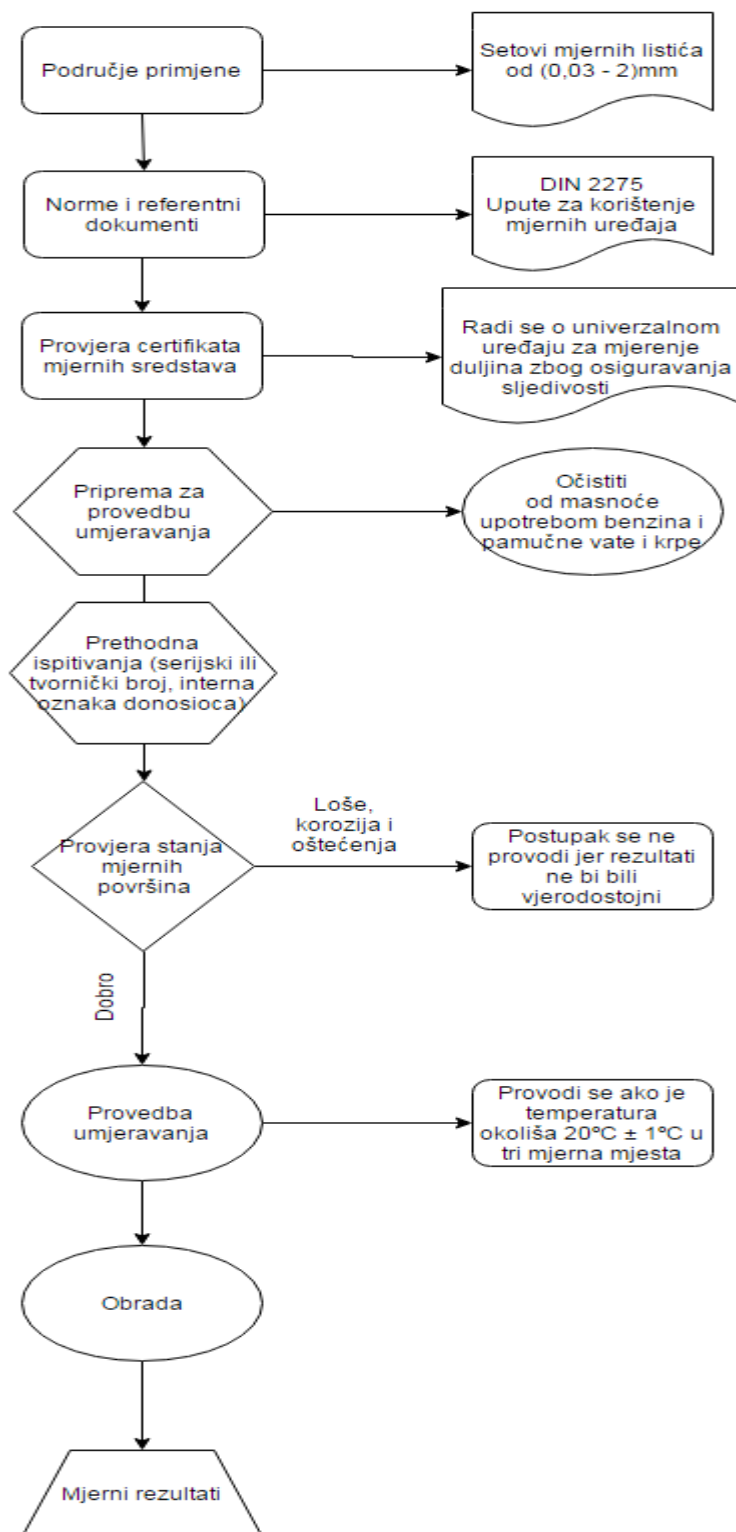 Područje primjene
Setovi mjernih listića
od (0,03 - 2)mm
Norme i referentni
dokumenti
DIN 2275
Upute za korištenje
mjernih uređaja
Provjera certifikata
mjernih sredstava
Radi se o univerzalnom
uređaju za mjerenje
duljina zbog osiguravanja
sljedivosti
Priprema za
provedbu
umjeravanja
Očistiti
od masnoće
upotrebom benzina i
pamučne vate i krpe
Prethodna
ispitivanja (serijski ili
tvornički broj, interna
oznaka donosioca)
Provjera stanja
mjernih
površina
Loše,
korozija i
oštećenja
Postupak se ne
provodi jer rezultati
ne bi bili
vjerodostojni
Dobro
Provedba
umjeravanja
Provodi se ako je
temperatura
okoliša 20ºC ± 1ºC u
tri mjerna mjesta
Obrada
Mjerni rezultati